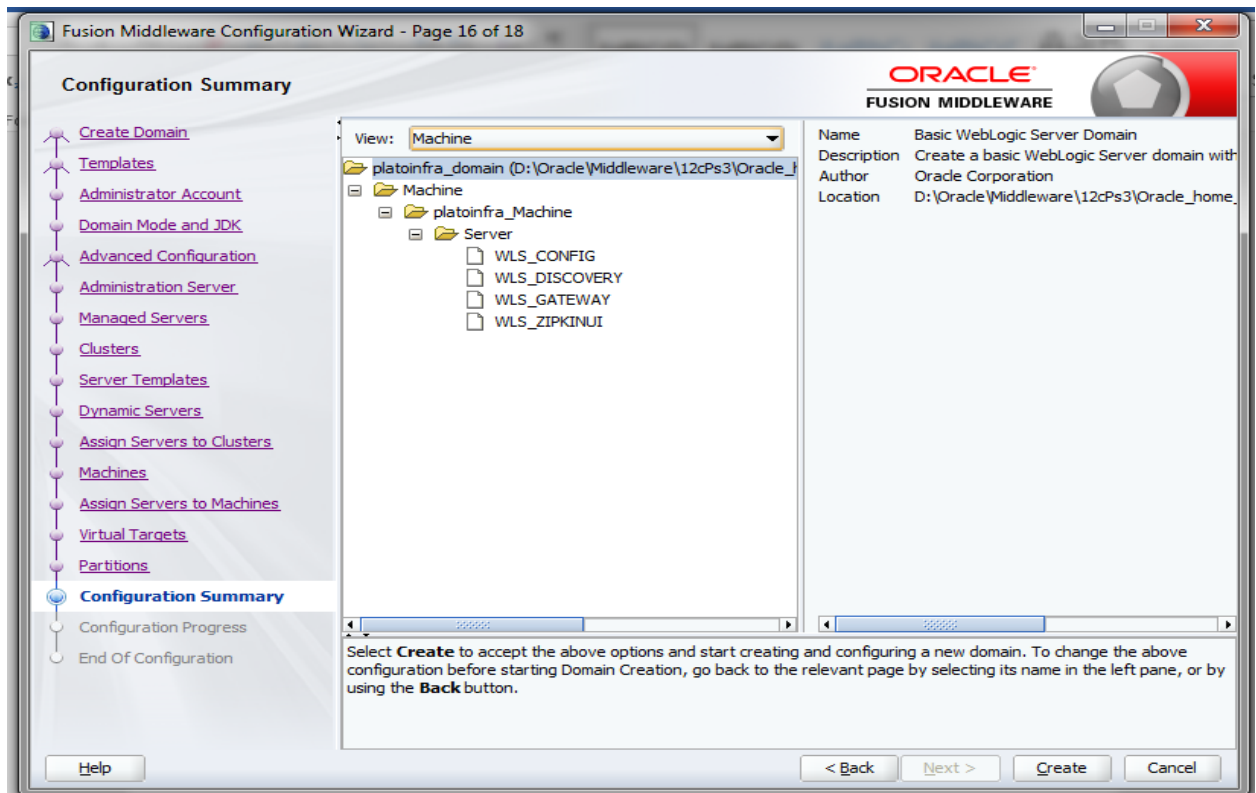 Fusion Middleware Configuration Wizard - Page 16 of 18
Configuration Summary
ORACLE
FUSION MIDDLEWARE
Create Domain
Templates
Administrator Account
Domain Mode and JDK
Advanced Configuration
Administration Server
Managed Servers
Clusters
Server Templates
Dynamic Servers
Assign Servers to Clusters
Machines
Assign Servers to Machines
Virtual Targets
Partitions
Configuration Summary
Configuration Progress
End Of Configuration
View: Machine
platoinfra_domain (D:\Oracle\Middleware\12cPs3\Oracle_
Machine
platoinfra_Machine
Server
WLS_CONFIG
WLS_DISCOVERY
WLS_GATEWAY
WLS_ZIPKINUI
Name Basic WebLogic Server Domain
Description Create a basic WebLogic Server domain with
Author Oracle Corporation
Location D:\Oracle\Middleware\12cPs3\Oracle_home_
Select Create to accept the above options and start creating and configuring a new domain. To change the above
configuration before starting Domain Creation, go back to the relevant page by selecting its name in the left pane, or by
using the Back button.
Help
< Back
Next >
Create
Cancel